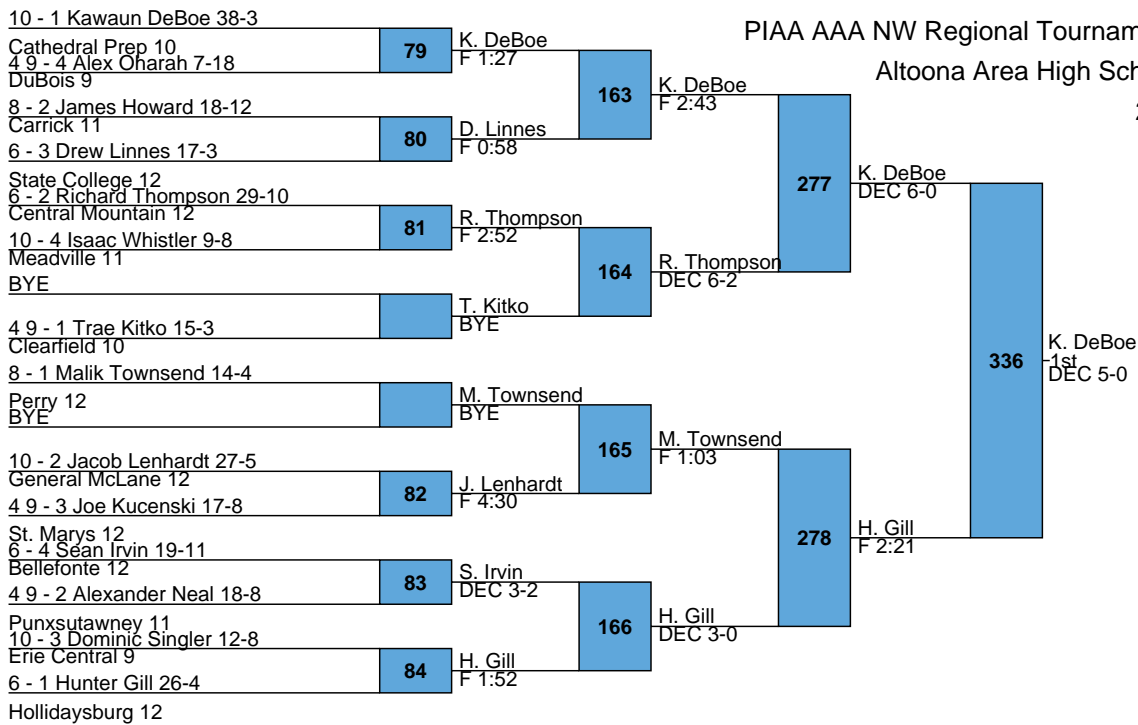 PIAA AAA NW Regional Tournam
Altoona Area High Sch
10 - 1 Kawaun DeBoe 38-3
Cathedral Prep 10
4 9 - 4 Alex Oharah 7-18
DuBois 9
8 - 2 James Howard 18-12
Carrick 11
6 - 3 Drew Linnes 17-3
State College 12
6 - 2 Richard Thompson 29-10
Central Mountain 12
10 - 4 Isaac Whistler 9-8
Meadville 11
BYE
4 9 - 1 Trae Kitko 15-3
Clearfield 10
8 - 1 Malik Townsend 14-4
Perry 12
BYE
10 - 2 Jacob Lenhardt 27-5
General McLane 12
4 9 - 3 Joe Kucenski 17-8
St. Marys 12
6 - 4 Sean Irvin 19-11
Bellefonte 12
4 9 - 2 Alexander Neal 18-8
Punxsutawney 11
10 - 3 Dominic Singler 12-8
Erie Central 9
6 - 1 Hunter Gill 26-4
Hollidaysburg 12
79
80
81
82
83
84
K. DeBoe
F 1:27
D. Linnes
F 0:58
R. Thompson
F 2:52
T. Kitko
BYE
M. Townsend
BYE
J. Lenhardt
F 4:30
S. Irvin
DEC 3-2
H. Gill
F 1:52
163
164
165
166
K. DeBoe
F 2:43
R. Thompson
DEC 6-2
M. Townsend
F 1:03
H. Gill
DEC 3-0
277
278
K. DeBoe
DEC 6-0
H. Gill
F 2:21
336
K. DeBoe
1st
DEC 5-0